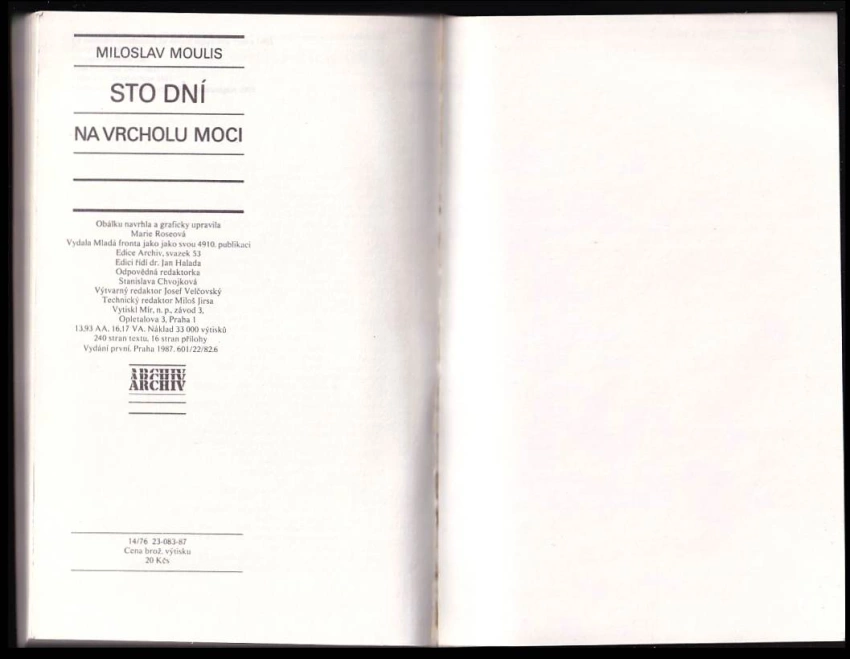 MILOSLAV MOULIS
STO DNÍ
NA VRCHOLU MOCI
Obálku navrhla a graficky upravila
Marie Roseová
Vydala Mladá fronta jako jako svou 4910. publikaci
Edice Archiv, svazek 53
Edici řídí dr. Jan Halada
Odpovědná redaktorka
Stanislava Chvojková
Výtvarný redaktor Josef Velčovský
Technický redaktor Miloš Jirsa
Vytiskl Mír, n. p., závod 3,
Opletalova 3, Praha 1
13,93 AA, 16,17 VA. Náklad 33 000 výtisků
240 stran textu, 16 stran přílohy
Vydání první. Praha 1987. 601/22/82.6
ARCHIV
ARCHIV
14/76 23-083-87
Cena brož. výtisku
20 Kčs